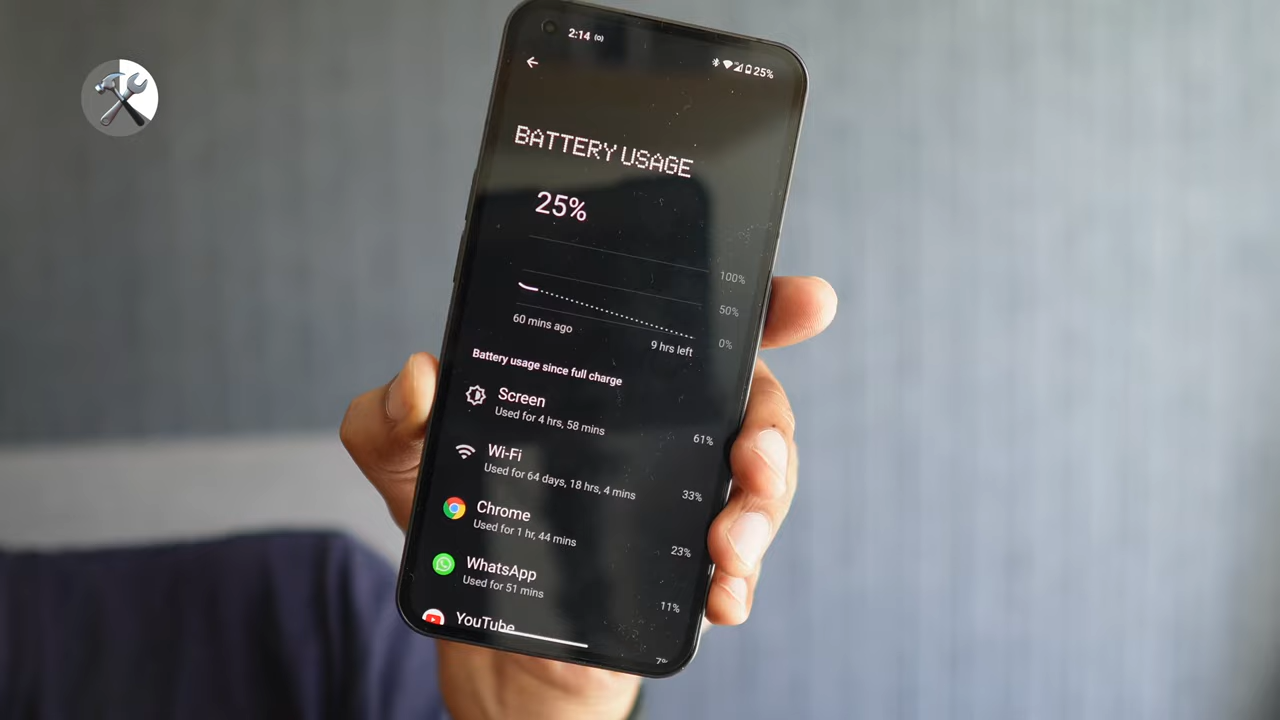 2:14
25%
BATTERY USAGE
25%
100%
50%
0%
60 mins ago
9 hrs left
Battery usage since full charge
Screen
Used for 4 hrs, 58 mins
61%
Wi-Fi
Used for 64 days, 18 hrs, 4 mins
33%
Chrome
Used for 1 hr, 44 mins
23%
WhatsApp
Used for 51 mins
11%
YouTube
7%